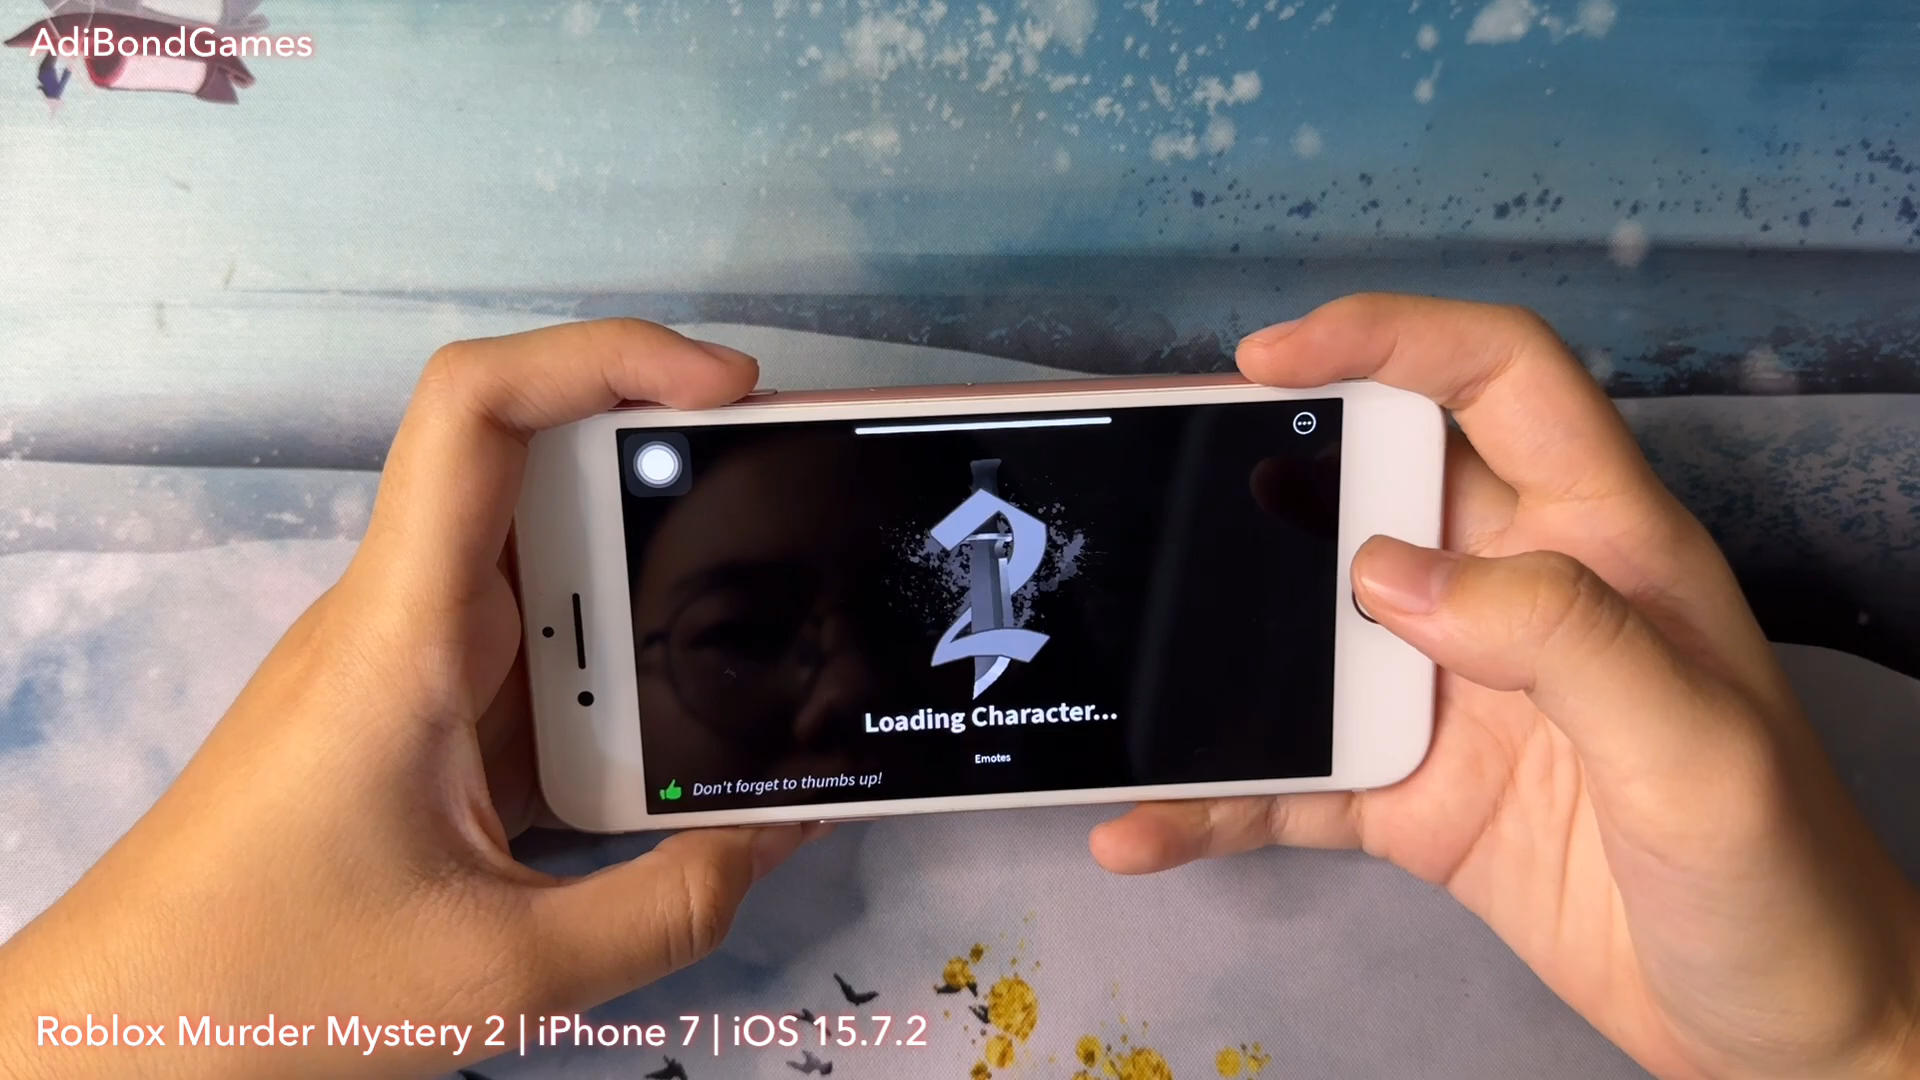 AdiBondGames
2
Loading Character...
Emotes
Don't forget to thumbs up!
Roblox Murder Mystery 2 | iPhone 7 | iOS 15.7.2